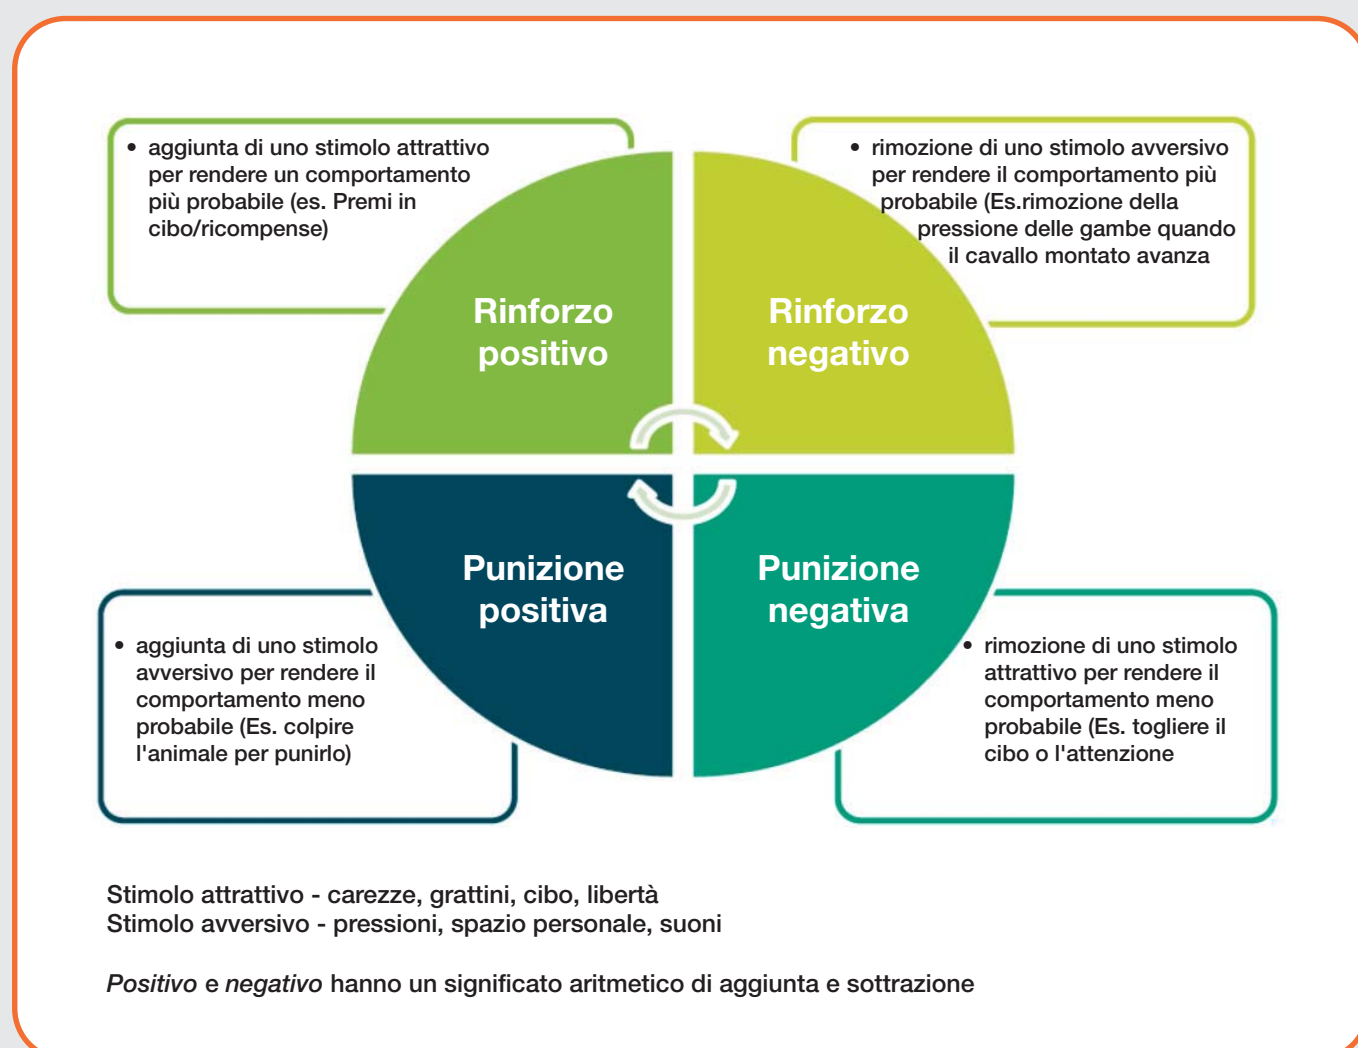 • aggiunta di uno stimolo attrattivo
per rendere un comportamento
più probabile (es. Premi in
cibo/ricompense)
• rimozione di uno stimolo avversivo
per rendere il comportamento più
probabile (Es.rimozione della
pressione delle gambe quando
il cavallo montato avanza
Rinforzo
positivo
Rinforzo
negativo
Punizione
positiva
Punizione
negativa
• aggiunta di uno stimolo
avversivo per rendere il
comportamento meno
probabile (Es. colpire
l'animale per punirlo)
• rimozione di uno stimolo
attrattivo per rendere il
comportamento meno
probabile (Es. togliere il
cibo o l'attenzione
Stimolo attrattivo - carezze, grattini, cibo, libertà
Stimolo avversivo - pressioni, spazio personale, suoni
Positivo e negativo hanno un significato aritmetico di aggiunta e sottrazione